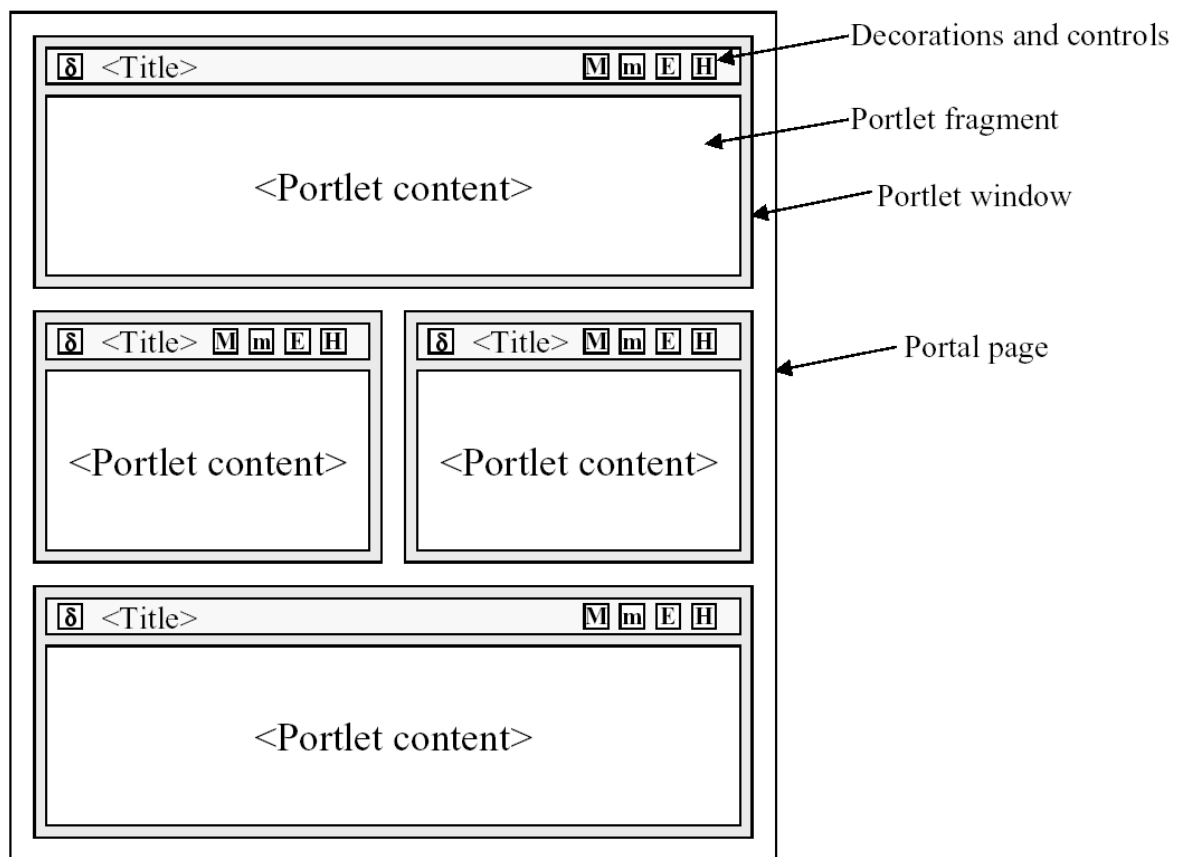 δ <Title> M m E H
Decorations and controls
<Portlet content>
Portlet fragment
Portlet window
δ <Title> M m E H
<Portlet content>
δ <Title> M m E H
<Portlet content>
Portal page
δ <Title> M m E H
<Portlet content>